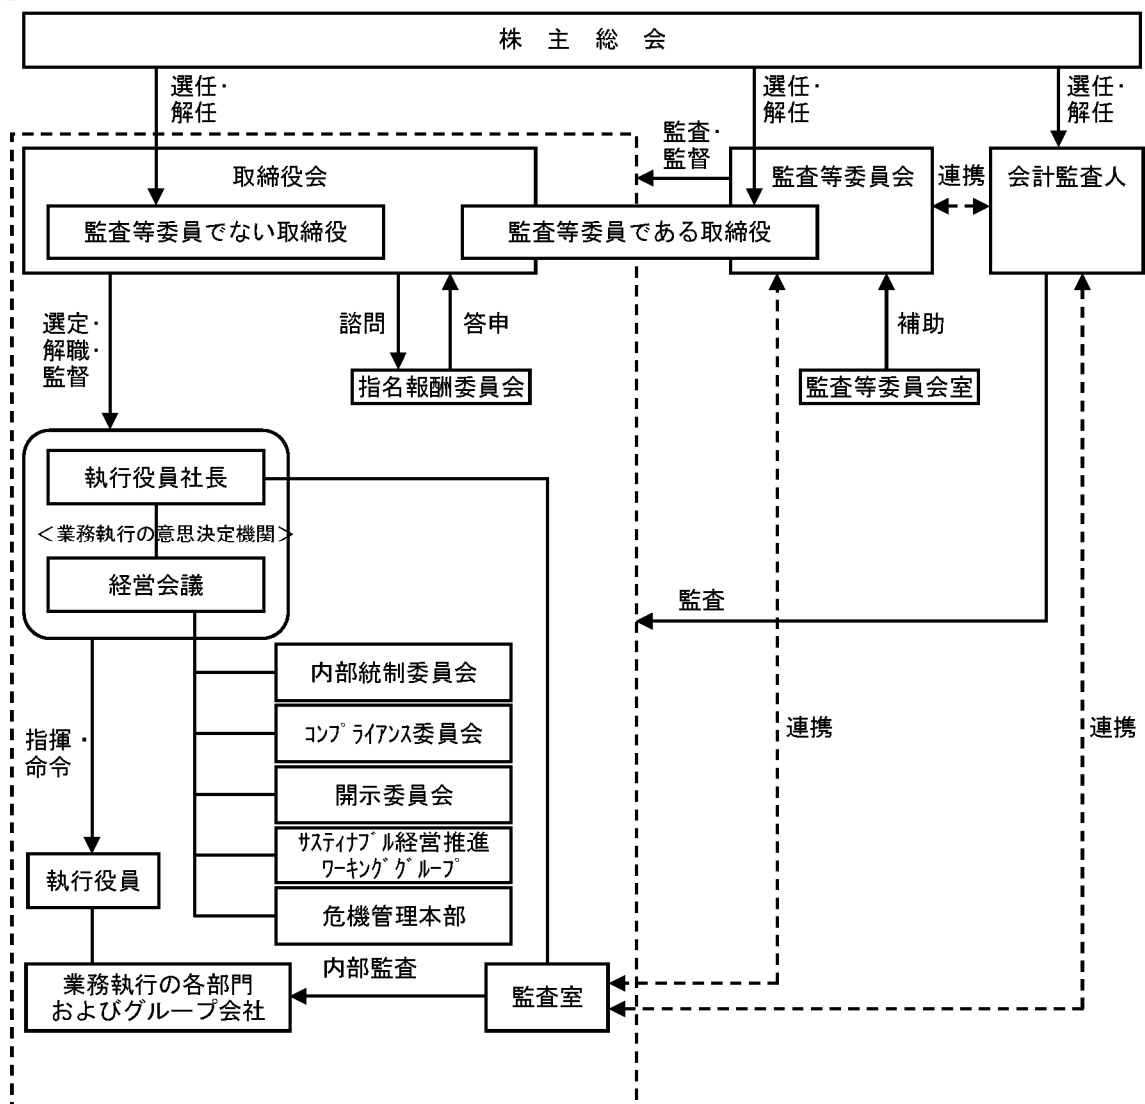 株 主 総 会
選任・
解任
選任・
解任
選任・
解任
監査・
監督
取締役会
監査等委員会
連携
会計監査人
監査等委員でない取締役
監査等委員である取締役
選定・
解職・
監督
諮問
答申
補助
指名報酬委員会
監査等委員会室
執行役員社長
＜業務執行の意思決定機関＞
経営会議
監査
内部統制委員会
ｺﾝﾌﾟﾗｲｱﾝｽ委員会
連携
連携
指揮・
命令
開示委員会
ｻｽﾃｨﾅﾌﾞﾙ経営推進
ﾜｰｷﾝｸﾞｸﾞﾙｰﾌﾟ
執行役員
危機管理本部
内部監査
業務執行の各部門
およびグループ会社
監査室